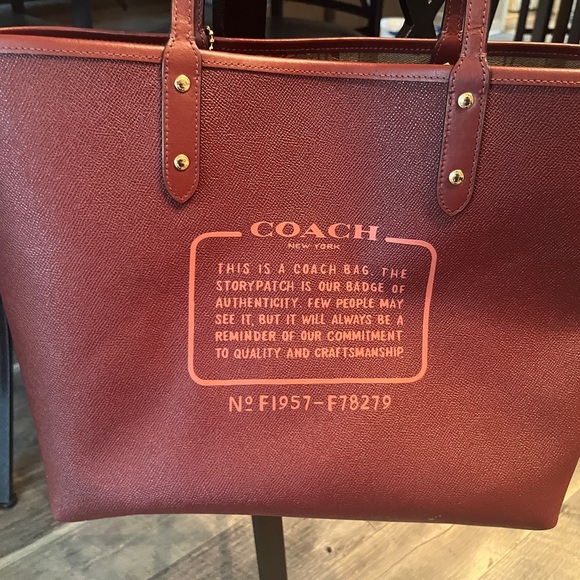 COACH
NEW YORK
THIS IS A COACH BAG. THE
STORYPATCH IS OUR BADGE OF
AUTHENTICITY. FEW PEOPLE MAY
SEE IT, BUT IT WILL ALWAYS BE A
REMINDER OF OUR COMMITMENT
TO QUALITY AND CRAFTSMANSHIP
Nº F1957-F78279